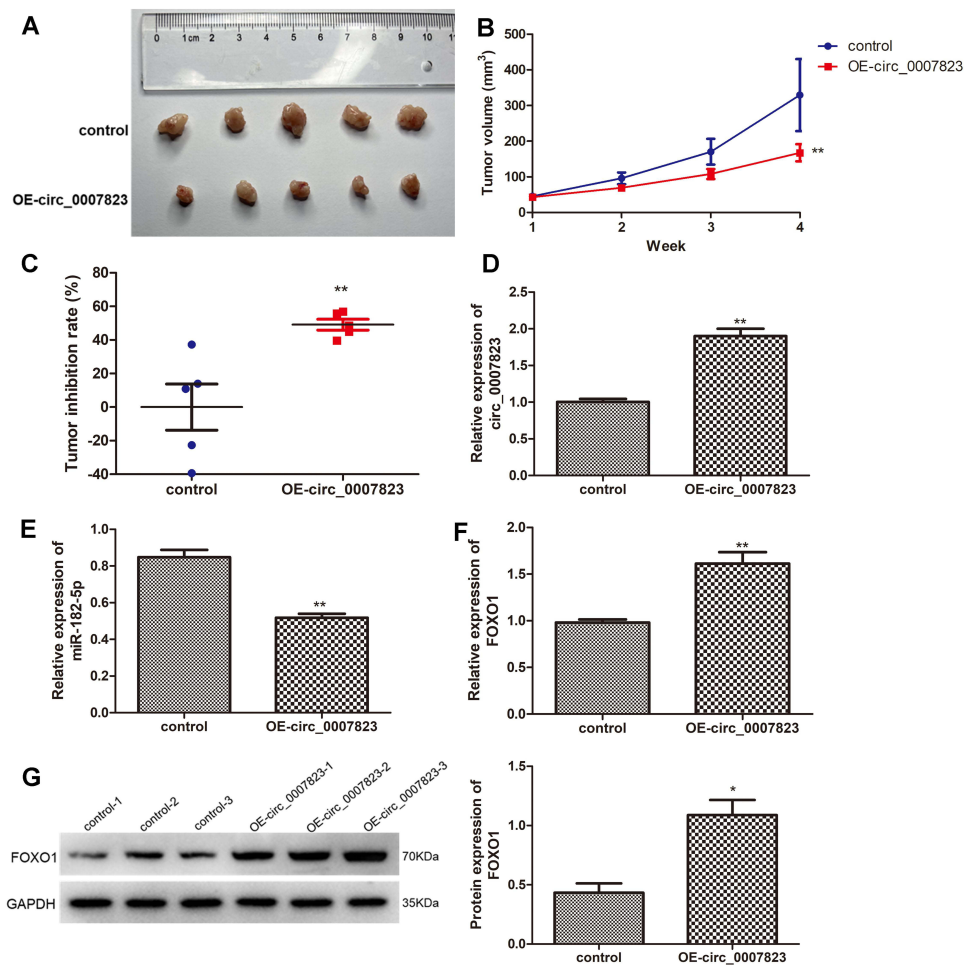 A
0 1cm 2 3 4 5 6 7 8 9 10 11
control
OE-circ_0007823
B
Tumor volume (mm³)
500
400
300
200
100
0
1 2 3 4
Week
control
OE-circ_0007823
**
C
Tumor inhibition rate (%)
80
60
40
20
0
-20
-40
**
control OE-circ_0007823
D
Relative expression of
circ_0007823
2.5
2.0
1.5
1.0
0.5
0.0
**
control OE-circ_0007823
E
Relative expression of
miR-182-5p
1.0
0.8
0.6
0.4
0.2
0.0
**
control OE-circ_0007823
F
Relative expression of
FOXO1
2.0
1.5
1.0
0.5
0.0
**
control OE-circ_0007823
G
control-1 control-2 control-3 OE-circ_0007823-1 OE-circ_0007823-2 OE-circ_0007823-3
FOXO1 70KDa
GAPDH 35KDa
Protein expression of
FOXO1
1.5
1.0
0.5
0.0
*
control OE-circ_0007823